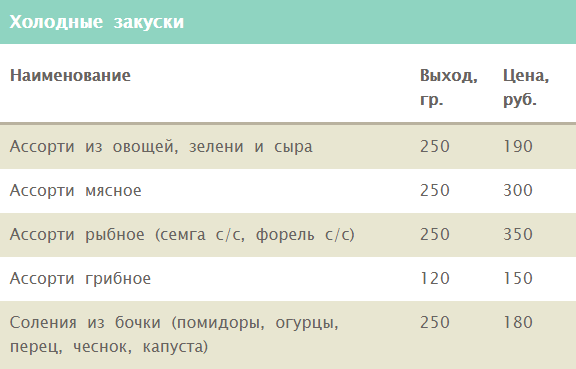 Холодные закуски
Наименование Выход, гр. Цена, руб.
Ассорти из овощей, зелени и сыра 250 190
Ассорти мясное 250 300
Ассорти рыбное (семга с/с, форель с/с) 250 350
Ассорти грибное 120 150
Соления из бочки (помидоры, огурцы, 250 180
перец, чеснок, капуста)